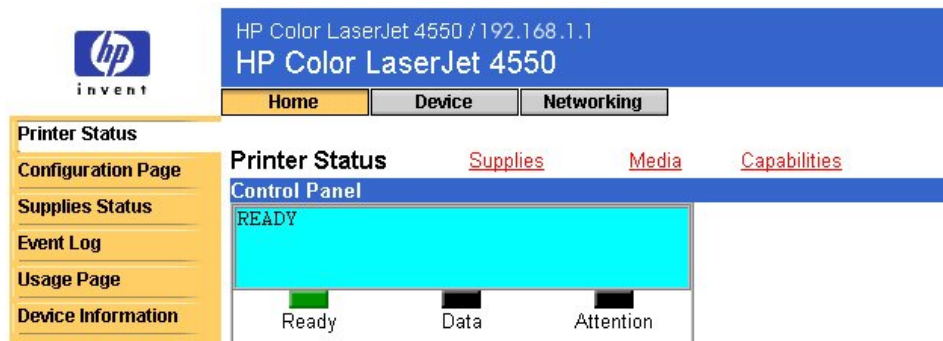 hp
invent
HP Color LaserJet 4550 / 192.168.1.1
HP Color LaserJet 4550
Home Device Networking
Printer Status
Configuration Page
Supplies Status
Event Log
Usage Page
Device Information
Printer Status Supplies Media Capabilities
Control Panel
READY
Ready Data Attention